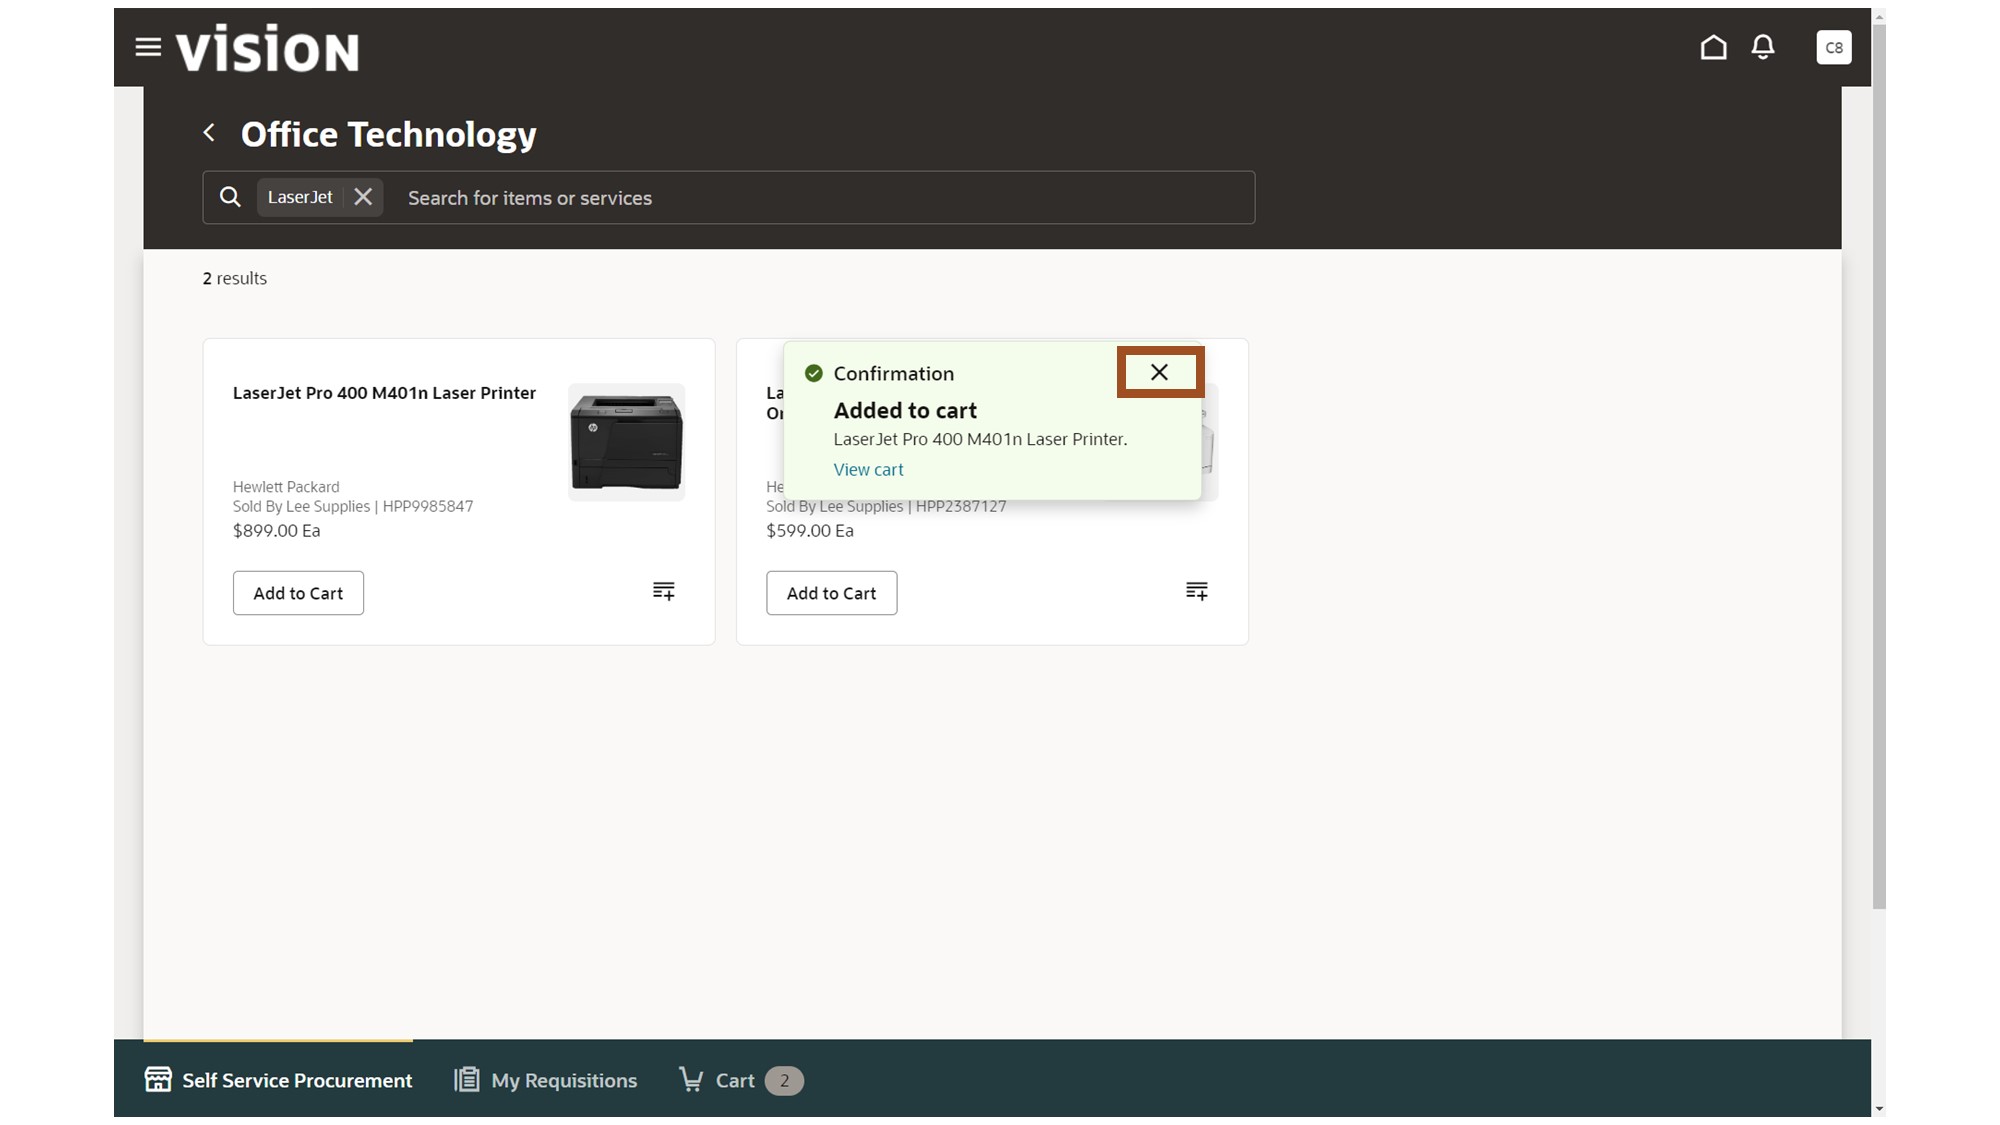 vision
C8
Office Technology
LaserJet
Search for items or services
2 results
LaserJet Pro 400 M401n Laser Printer
Hewlett Packard
Sold By Lee Supplies | HPP9985847
$899.00 Ea
Add to Cart
Confirmation
Added to cart
LaserJet Pro 400 M401n Laser Printer.
View cart
Sold By Lee Supplies | HPP2387127
$599.00 Ea
Add to Cart
Self Service Procurement
My Requisitions
Cart 2